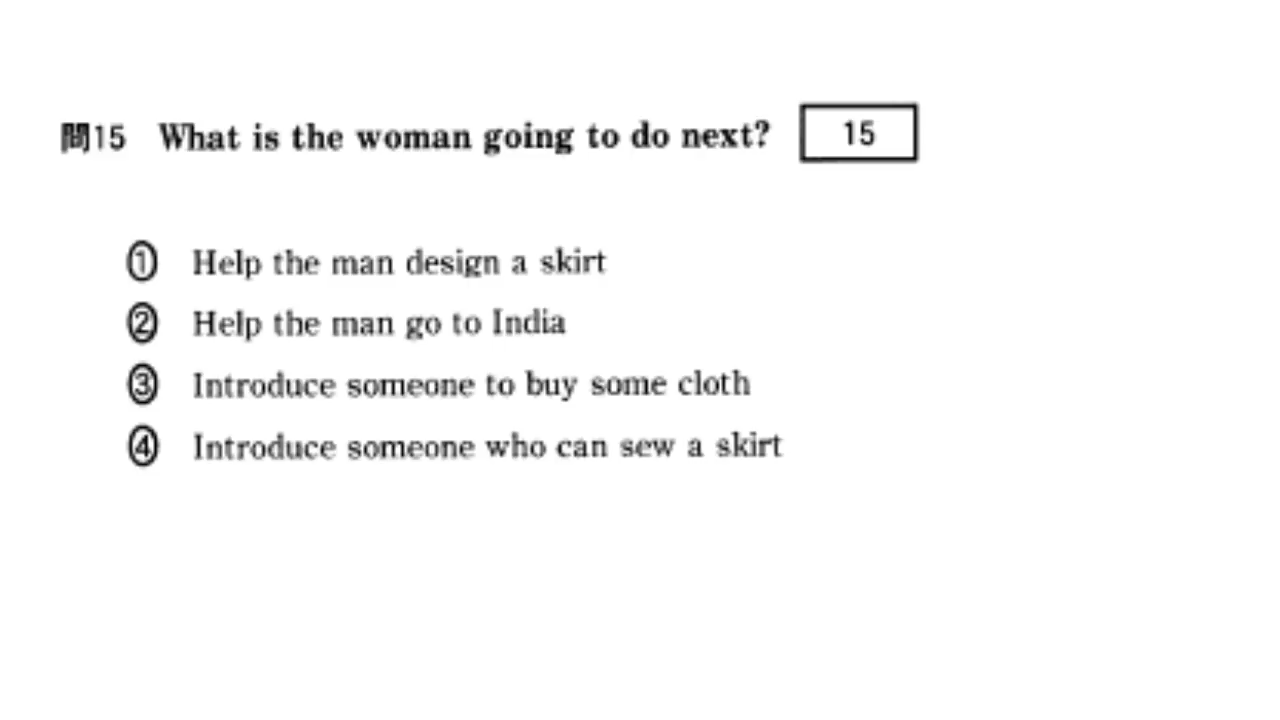 問15 What is the woman going to do next? 15
① Help the man design a skirt
② Help the man go to India
③ Introduce someone to buy some cloth
④ Introduce someone who can sew a skirt